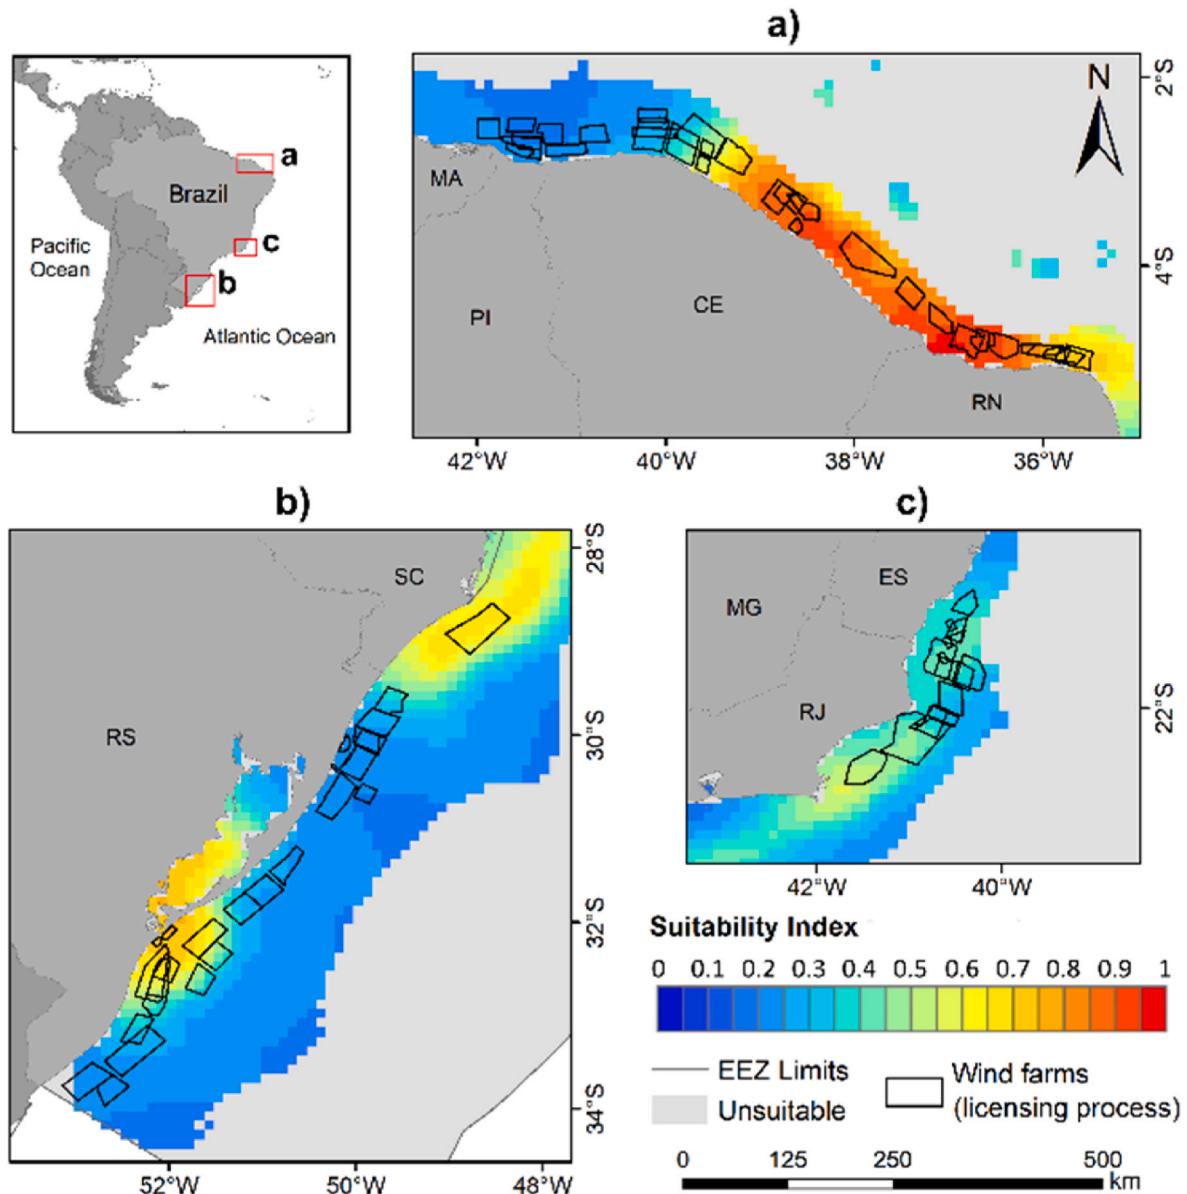 a)
a
Brazil
c
b
Pacific
Ocean
Atlantic Ocean
N
MA
PI
CE
RN
2°S
4°S
42°W
40°W
38°W
36°W
b)
SC
RS
28°S
30°S
32°S
34°S
52°W
50°W
48°W
c)
ES
MG
RJ
22°S
42°W
40°W
Suitability Index
0 0.1 0.2 0.3 0.4 0.5 0.6 0.7 0.8 0.9 1
EEZ Limits
Unsuitable
Wind farms
(licensing process)
0 125 250 500
km